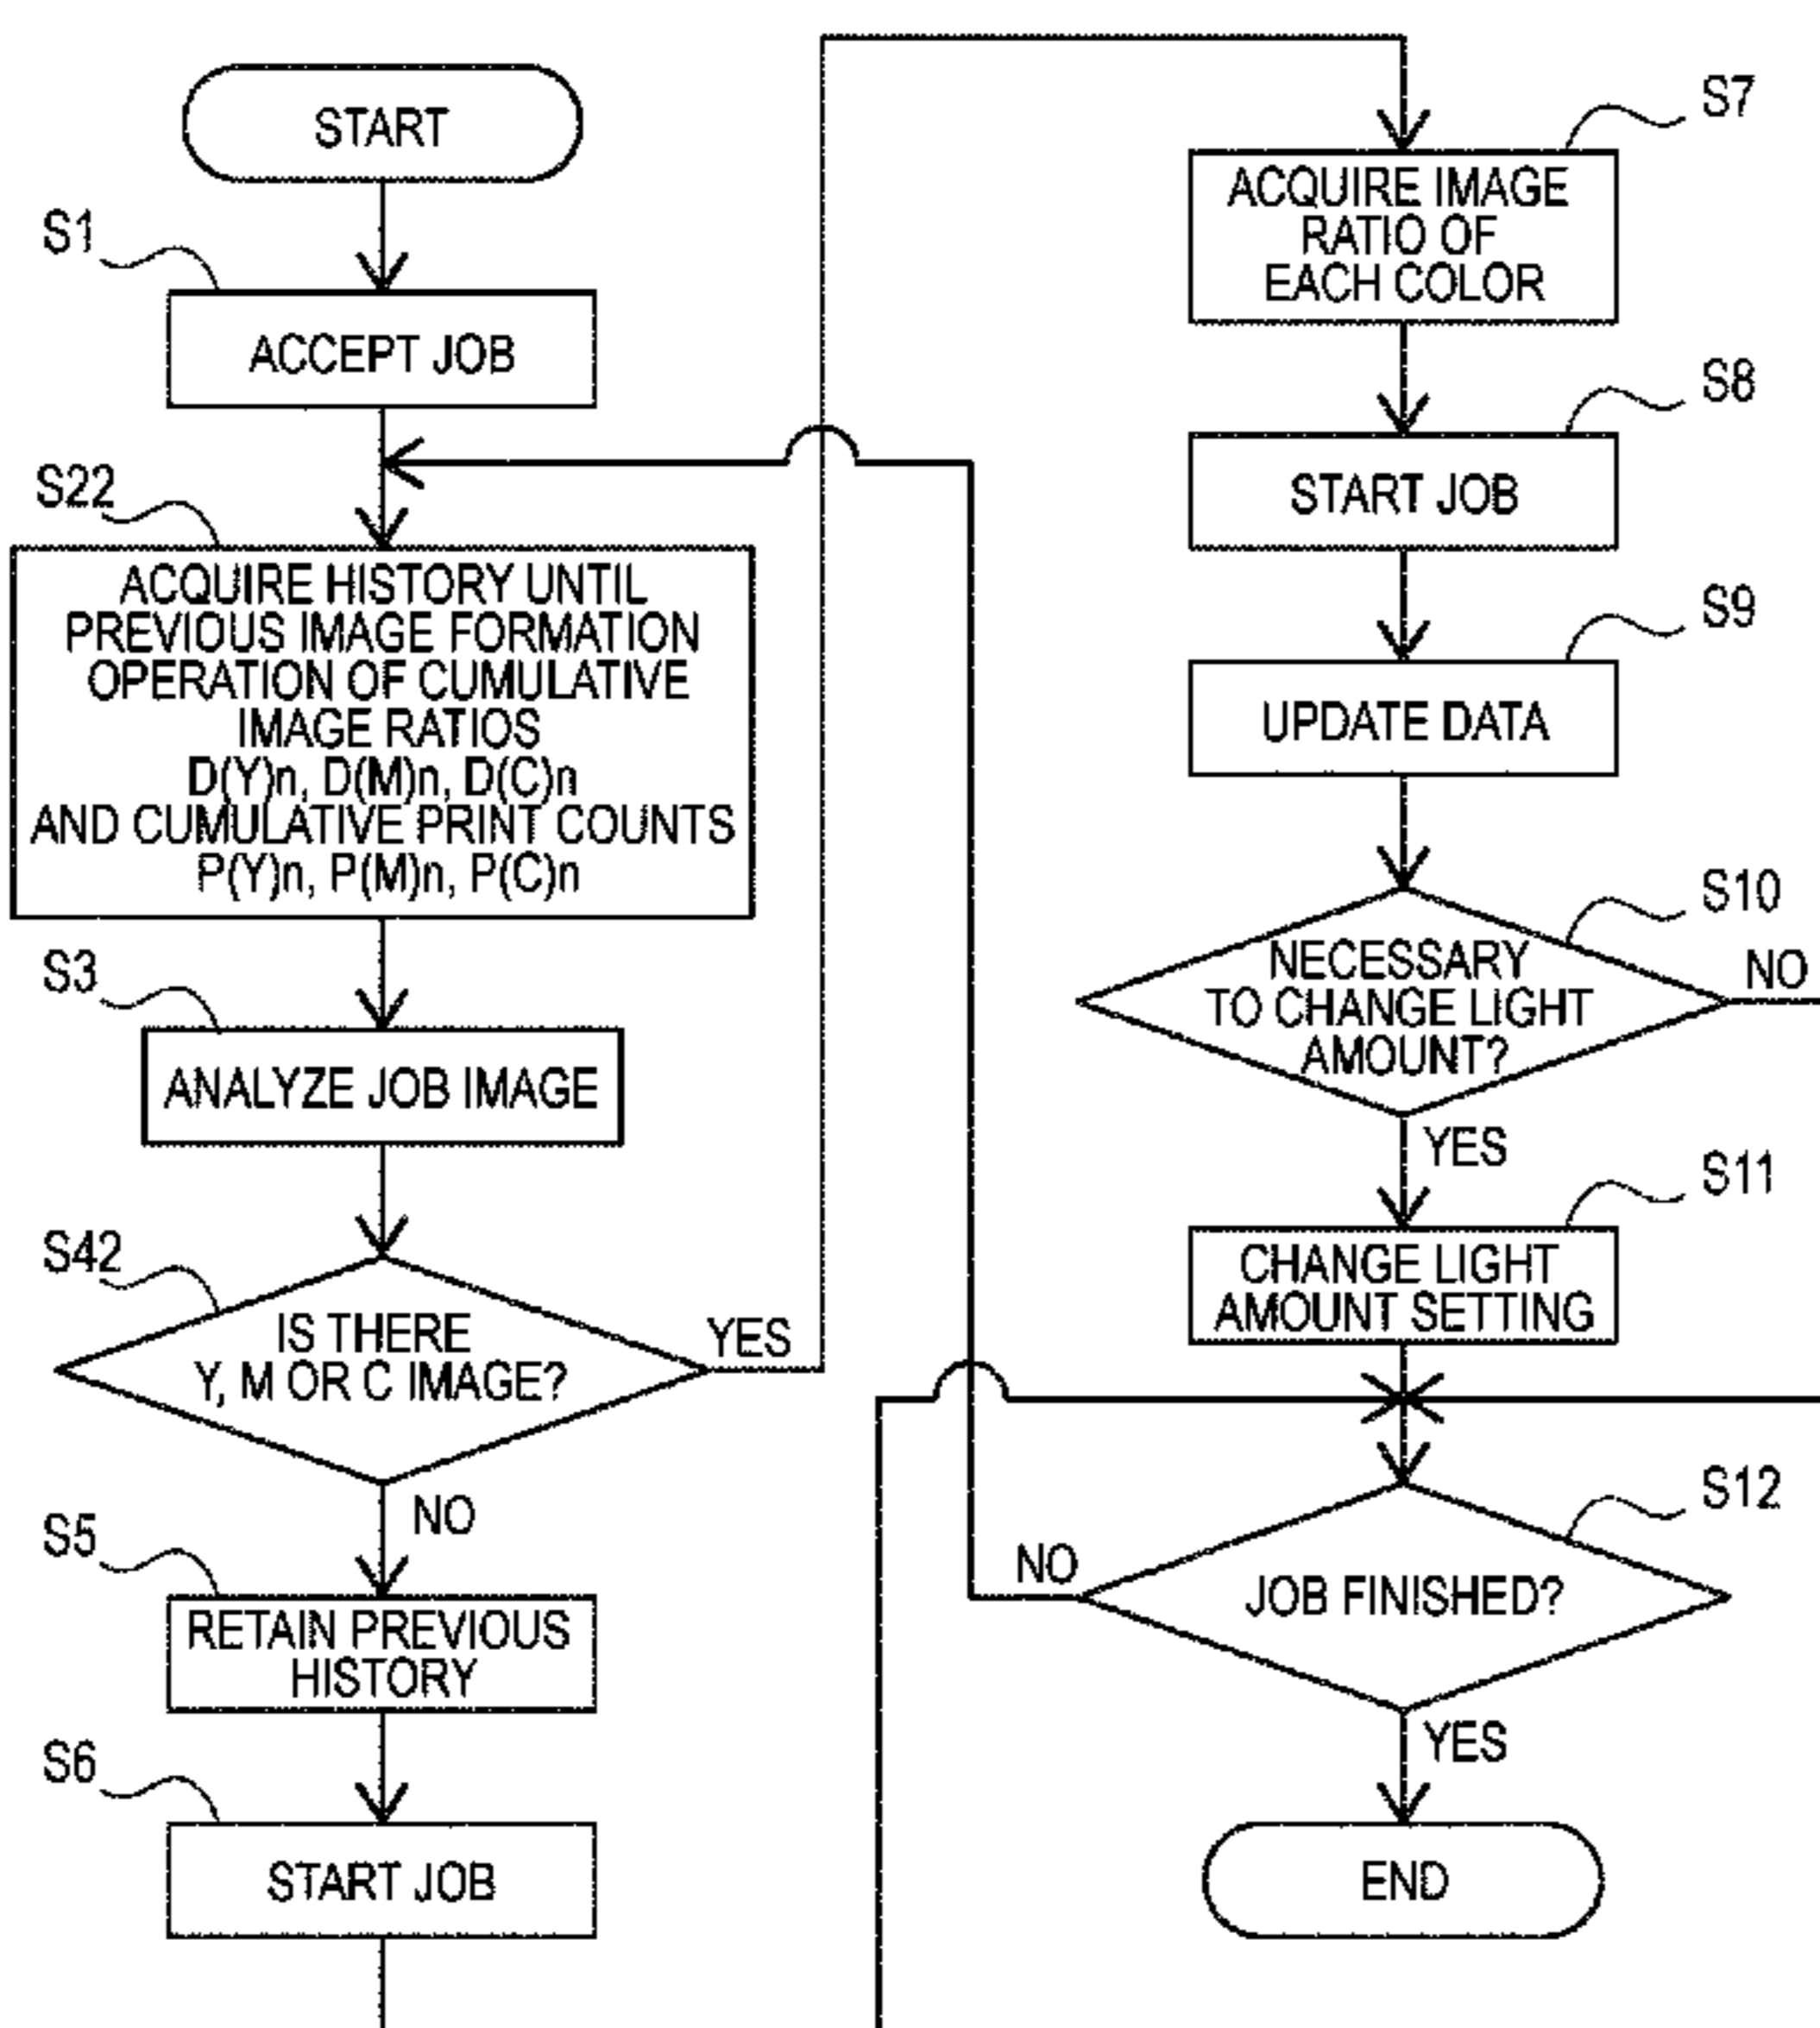 START
S1
ACCEPT JOB
S22
ACQUIRE HISTORY UNTIL
PREVIOUS IMAGE FORMATION
OPERATION OF CUMULATIVE
IMAGE RATIOS
D(Y)n, D(M)n, D(C)n
AND CUMULATIVE PRINT COUNTS
P(Y)n, P(M)n, P(C)n
S3
ANALYZE JOB IMAGE
S42
IS THERE
Y, M OR C IMAGE?
YES
NO
S5
RETAIN PREVIOUS
HISTORY
S6
START JOB
S7
ACQUIRE IMAGE
RATIO OF
EACH COLOR
S8
START JOB
S9
UPDATE DATA
S10
NECESSARY
TO CHANGE LIGHT
AMOUNT?
NO
YES
S11
CHANGE LIGHT
AMOUNT SETTING
S12
JOB FINISHED?
NO
YES
END